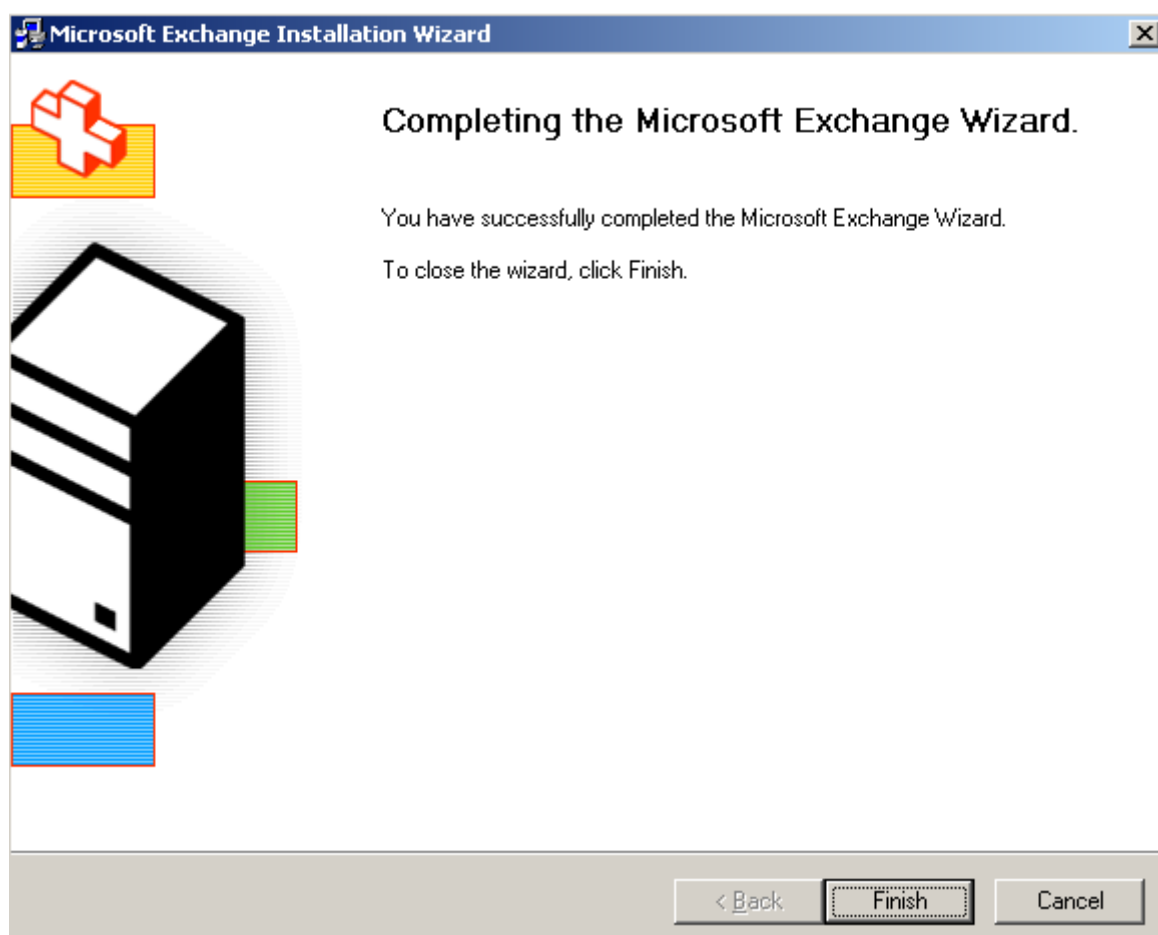 Microsoft Exchange Installation Wizard
Completing the Microsoft Exchange Wizard.
You have successfully completed the Microsoft Exchange Wizard.
To close the wizard, click Finish.
< Back Finish Cancel